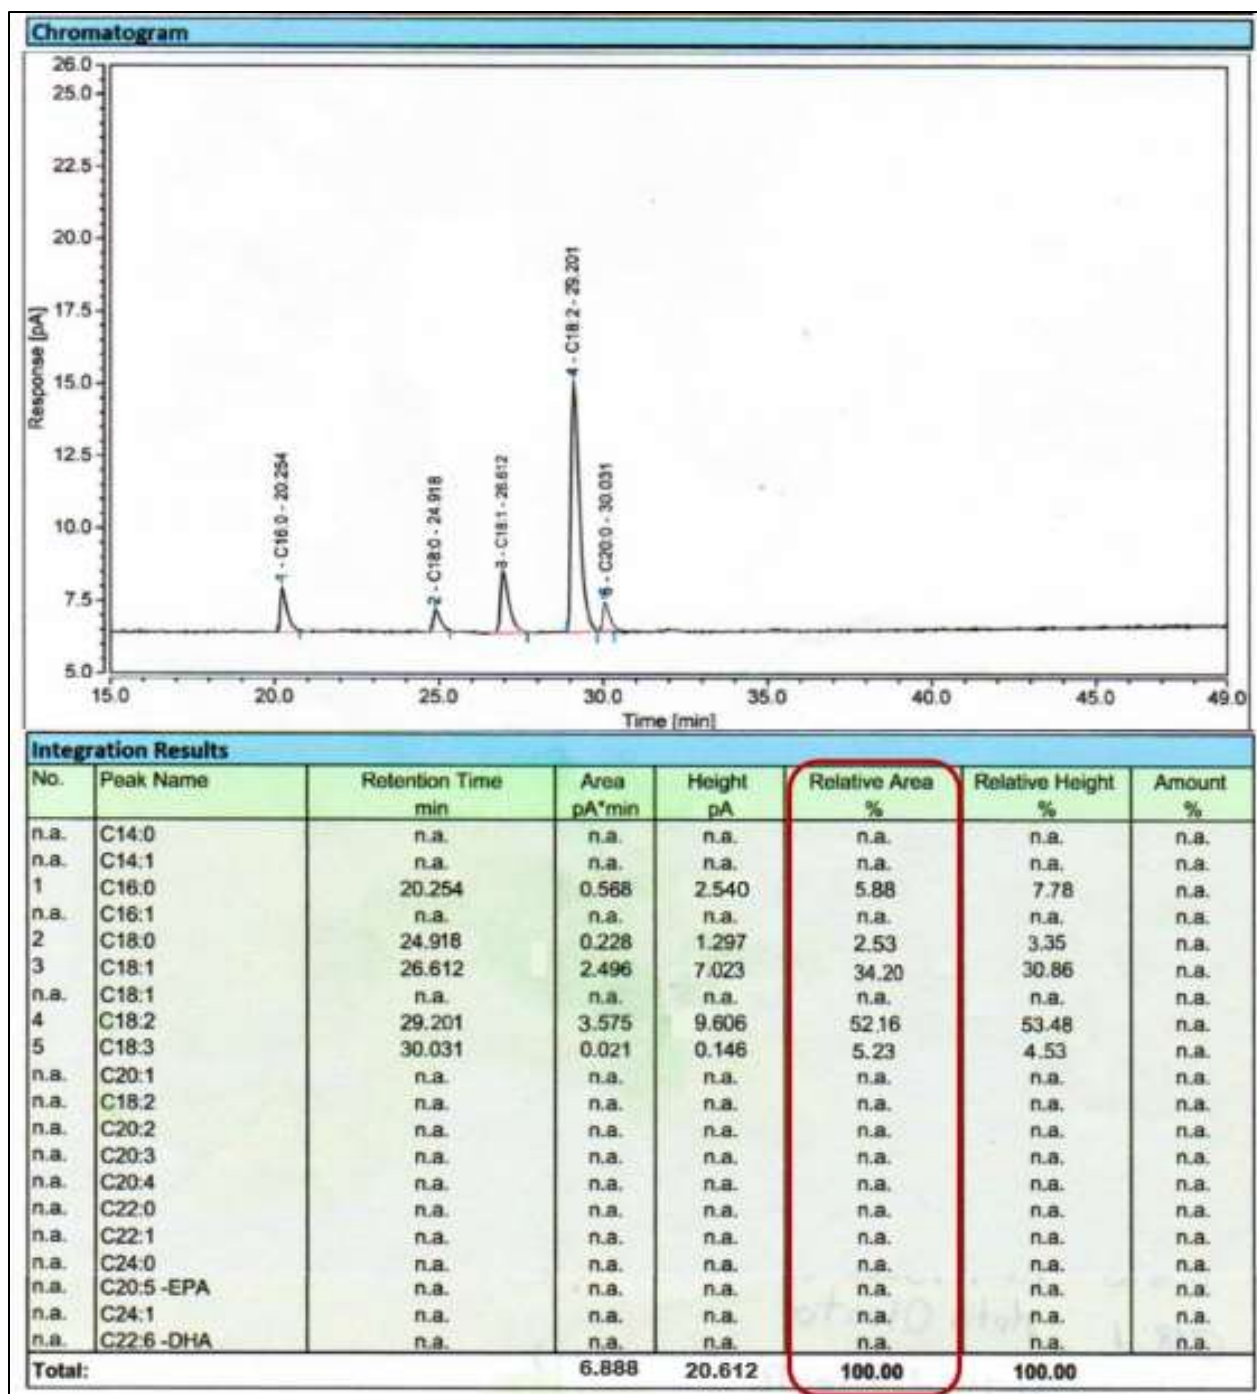 Chromatogram
26.0
25.0
22.5
20.0
17.5
15.0
12.5
10.0
7.5
5.0
Response [pA]
1 - C16:0 - 20.254
2 - C18:0 - 24.918
3 - C18:1 - 26.612
4 - C18:2 - 29.201
5 - C20:0 - 30.031
15.0 20.0 25.0 30.0 35.0 40.0 45.0 49.0
Time [min]
Integration Results
No. Peak Name Retention Time Area Height Relative Area Relative Height Amount
min pA*min pA % % %
n.a. C14:0 n.a. n.a. n.a. n.a. n.a. n.a.
n.a. C14:1 n.a. n.a. n.a. n.a. n.a. n.a.
1 C16:0 20.254 0.568 2.540 5.88 7.78 n.a.
n.a. C16:1 n.a. n.a. n.a. n.a. n.a. n.a.
2 C18:0 24.918 0.228 1.297 2.53 3.35 n.a.
3 C18:1 26.612 2.496 7.023 34.20 30.86 n.a.
n.a. C18:1 n.a. n.a. n.a. n.a. n.a. n.a.
4 C18:2 29.201 3.575 9.606 52.16 53.48 n.a.
5 C18:3 30.031 0.021 0.146 5.23 4.53 n.a.
n.a. C20:1 n.a. n.a. n.a. n.a. n.a. n.a.
n.a. C18:2 n.a. n.a. n.a. n.a. n.a. n.a.
n.a. C20:2 n.a. n.a. n.a. n.a. n.a. n.a.
n.a. C20:3 n.a. n.a. n.a. n.a. n.a. n.a.
n.a. C20:4 n.a. n.a. n.a. n.a. n.a. n.a.
n.a. C22:0 n.a. n.a. n.a. n.a. n.a. n.a.
n.a. C22:1 n.a. n.a. n.a. n.a. n.a. n.a.
n.a. C24:0 n.a. n.a. n.a. n.a. n.a. n.a.
n.a. C20:5 -EPA n.a. n.a. n.a. n.a. n.a. n.a.
n.a. C24:1 n.a. n.a. n.a. n.a. n.a. n.a.
n.a. C22:6 -DHA n.a. n.a. n.a. n.a. n.a. n.a.
Total: 6.888 20.612 100.00 100.00